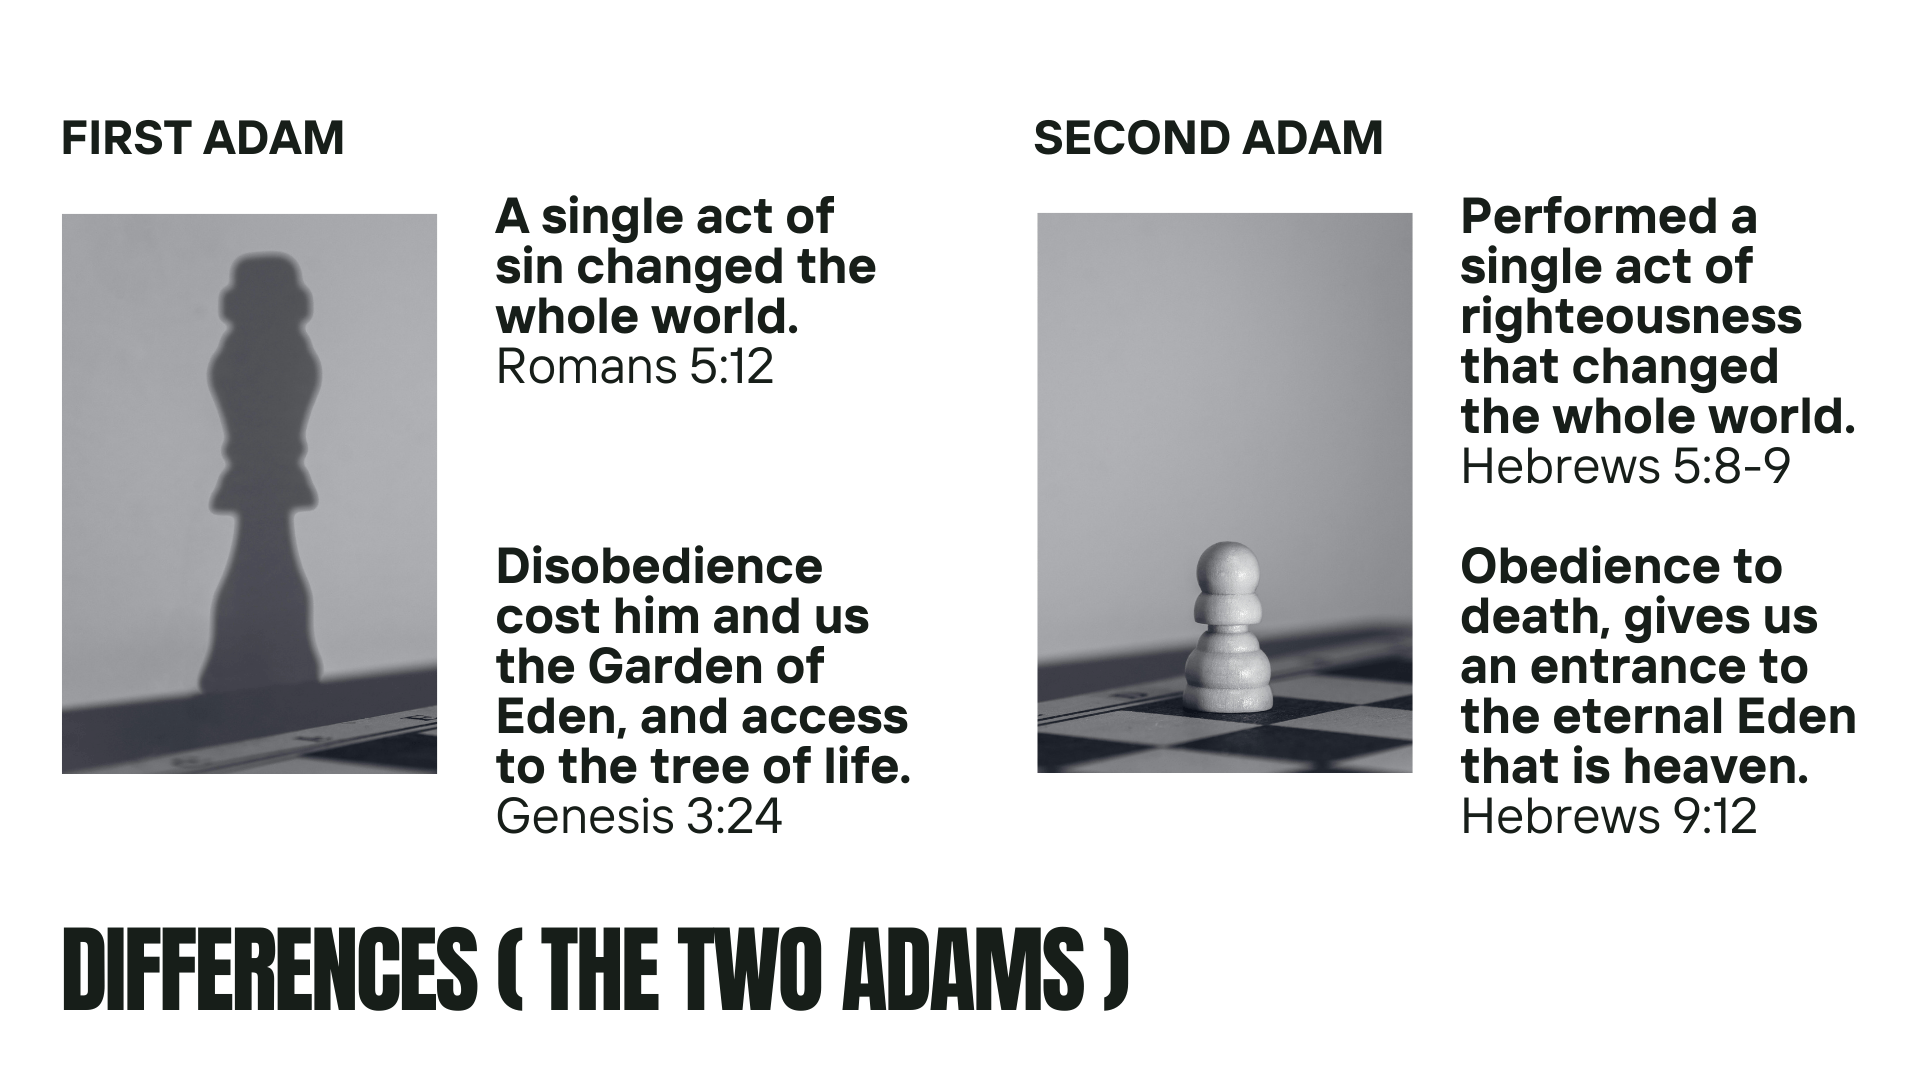 FIRST ADAM
A single act of
sin changed the
whole world.
Romans 5:12
Disobedience
cost him and us
the Garden of
Eden, and access
to the tree of life.
Genesis 3:24
SECOND ADAM
Performed a
single act of
righteousness
that changed
the whole world.
Hebrews 5:8-9
Obedience to
death, gives us
an entrance to
the eternal Eden
that is heaven.
Hebrews 9:12
DIFFERENCES ( THE TWO ADAMS )